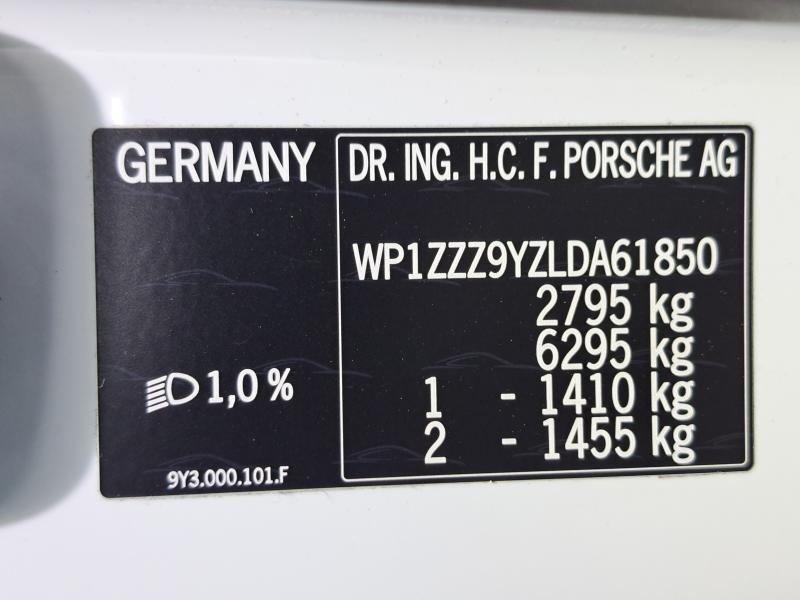 GERMANY
DR. ING. H.C. F. PORSCHE AG
WP1ZZZ9YZLDA61850
2795 kg
6295 kg
1 - 1410 kg
2 - 1455 kg
1,0 %
9Y3.000.101.F